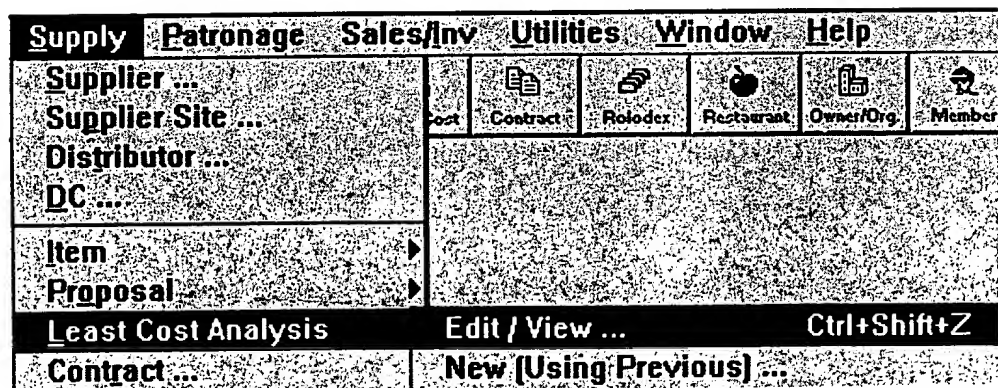 Supply Patronage Sales/Inv Utilities Window Help
Supplier ...
Supplier Site ...
Distributor ...
DC ...
Cost Contract Rolodex Restaurant Owner/Org. Member
Item
Proposal
Least Cost Analysis Edit / View ... Ctrl+Shift+Z
Contract ... New (Using Previous) ...